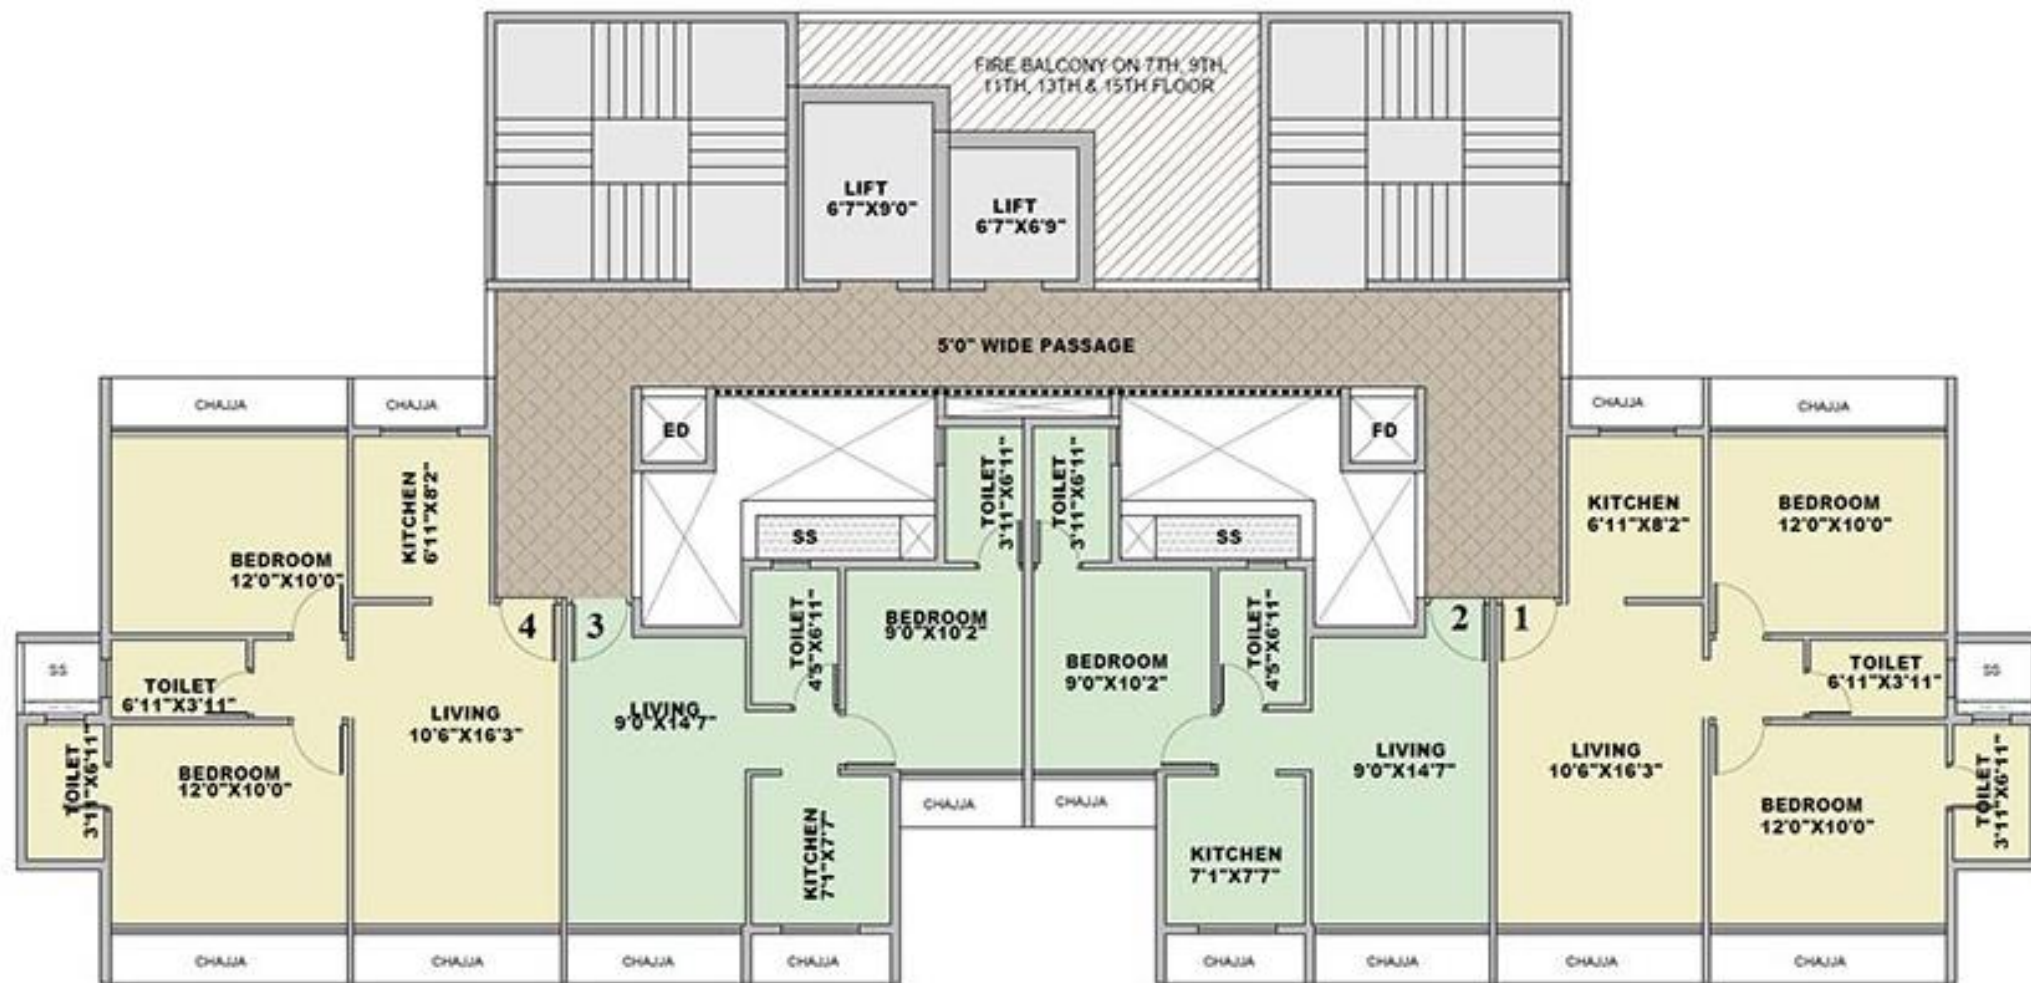 FIRE BALCONY ON 7TH, 9TH,
11TH, 13TH & 15TH FLOOR
LIFT
6'7"X9'0"
LIFT
6'7"X6'9"
5'0" WIDE PASSAGE
CHAJJA
CHAJJA
CHAJJA
CHAJJA
ED
FD
KITCHEN
6'11"X8'2"
TOILET
3'11"X6'11"
TOILET
3'11"X6'11"
KITCHEN
6'11"X8'2"
BEDROOM
12'0"X10'0"
BEDROOM
12'0"X10'0"
SS
SS
4
3
2
1
TOILET
4'5"X6'11"
BEDROOM
9'0"X10'2"
BEDROOM
9'0"X10'2"
TOILET
4'5"X6'11"
SS
TOILET
6'11"X3'11"
TOILET
6'11"X3'11"
SS
LIVING
10'6"X16'3"
LIVING
9'0"X14'7"
LIVING
9'0"X14'7"
LIVING
10'6"X16'3"
TOILET
3'11"X6'11"
BEDROOM
12'0"X10'0"
BEDROOM
12'0"X10'0"
TOILET
3'11"X6'11"
CHAJJA
CHAJJA
KITCHEN
7'1"X7'7"
KITCHEN
7'1"X7'7"
CHAJJA
CHAJJA
CHAJJA
CHAJJA
CHAJJA
CHAJJA
CHAJJA
CHAJJA